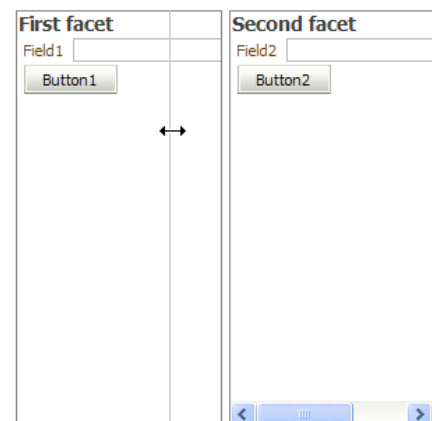 First facet
Field1
Button1
Second facet
Field2
Button2